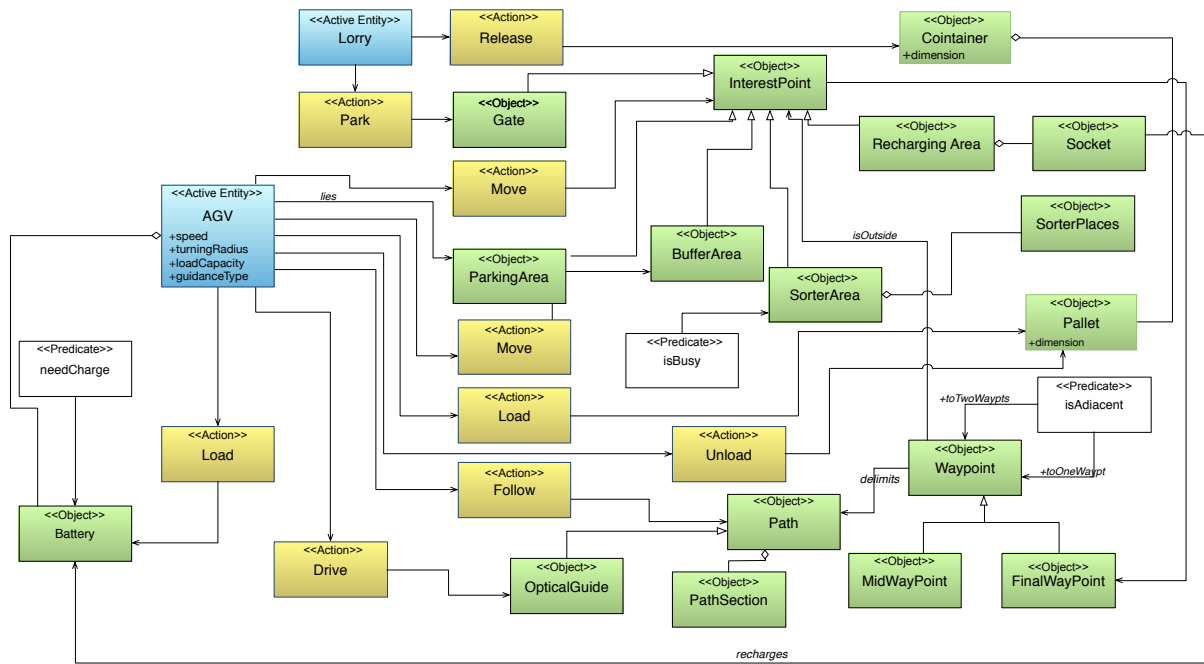 <<Active Entity>>
Lorry
<<Action>>
Release
<<Object>>
Cointainer
+dimension
<<Action>>
Park
<<Object>>
Gate
<<Object>>
InterestPoint
<<Object>>
Recharging Area
<<Object>>
Socket
<<Action>>
Move
lies
<<Active Entity>>
AGV
+speed
+turningRadius
+loadCapacity
+guidanceType
<<Object>>
ParkingArea
<<Object>>
BufferArea
isOutside
<<Object>>
SorterPlaces
<<Object>>
SorterArea
<<Action>>
Move
<<Predicate>>
isBusy
<<Object>>
Pallet
+dimension
<<Predicate>>
needCharge
<<Action>>
Load
<<Predicate>>
isAdiacent
+toTwoWaypts
<<Action>>
Load
<<Action>>
Unload
<<Object>>
Waypoint
+toOneWaypt
<<Action>>
Follow
delimits
<<Object>>
Path
<<Object>>
Battery
<<Action>>
Drive
<<Object>>
OpticalGuide
<<Object>>
PathSection
<<Object>>
MidWayPoint
<<Object>>
FinalWayPoint
recharges